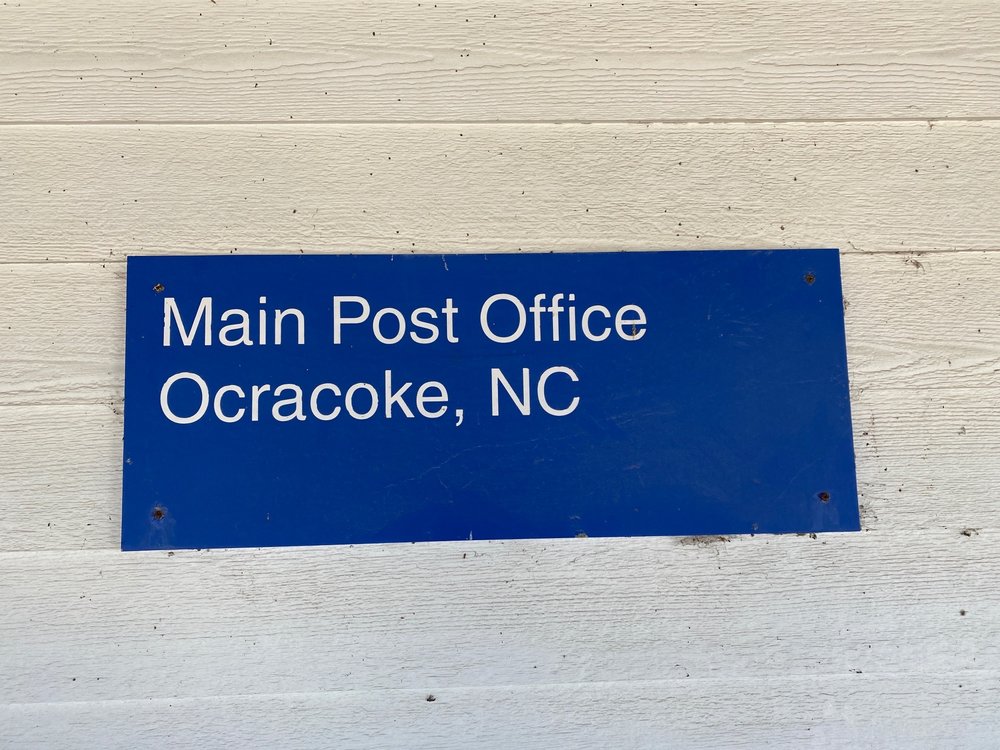 Main Post Office
Ocracoke, NC